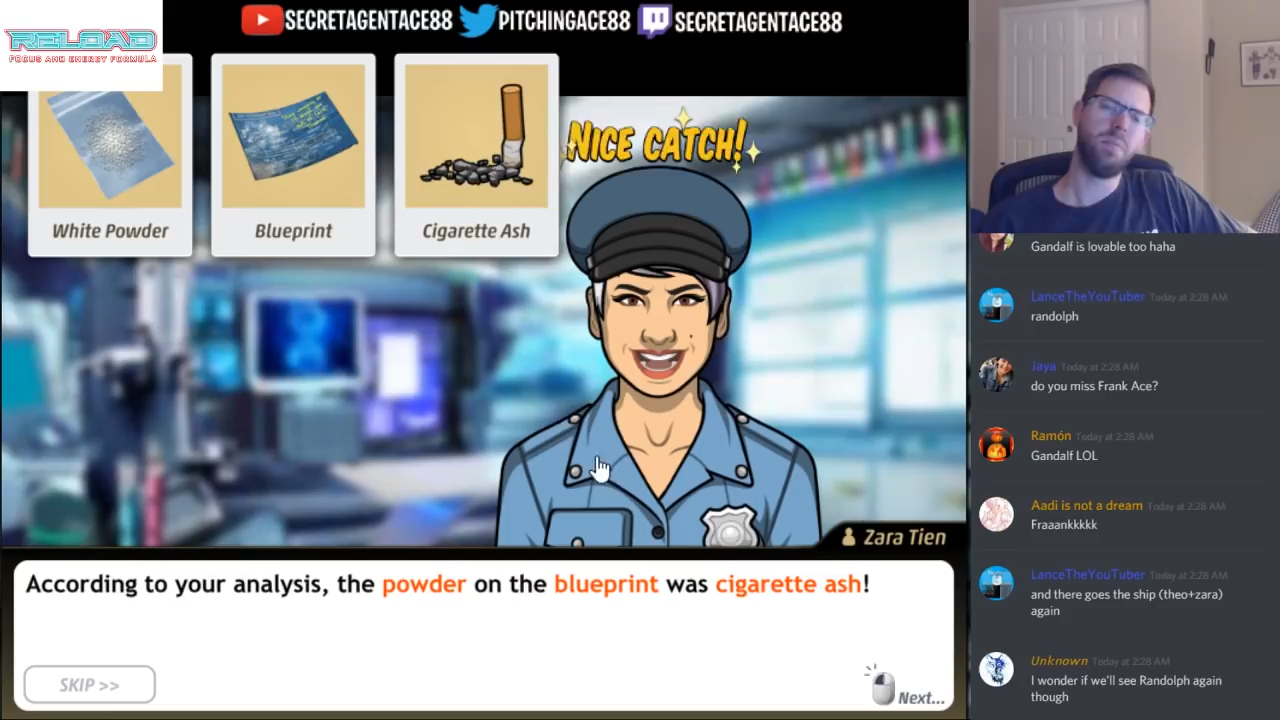 SECRETAGENTACE88 PITCHINGACE88 SECRETAGENTACE88
RELOAD
FOCUS AND ENERGY FORMULA
White Powder
Blueprint
Cigarette Ash
NICE CATCH!
Zara Tien
According to your analysis, the powder on the blueprint was cigarette ash!
SKIP >>
Next...
Gandalf is lovable too haha
LanceTheYouTuber Today at 2:28 AM
randolph
Jaya Today at 2:28 AM
do you miss Frank Ace?
Ramón Today at 2:28 AM
Gandalf LOL
Aadi is not a dream Today at 2:28 AM
Fraaankkkkk
LanceTheYouTuber Today at 2:28 AM
and there goes the ship (theo+zara)
again
Unknown Today at 2:28 AM
I wonder if we'll see Randolph again
though